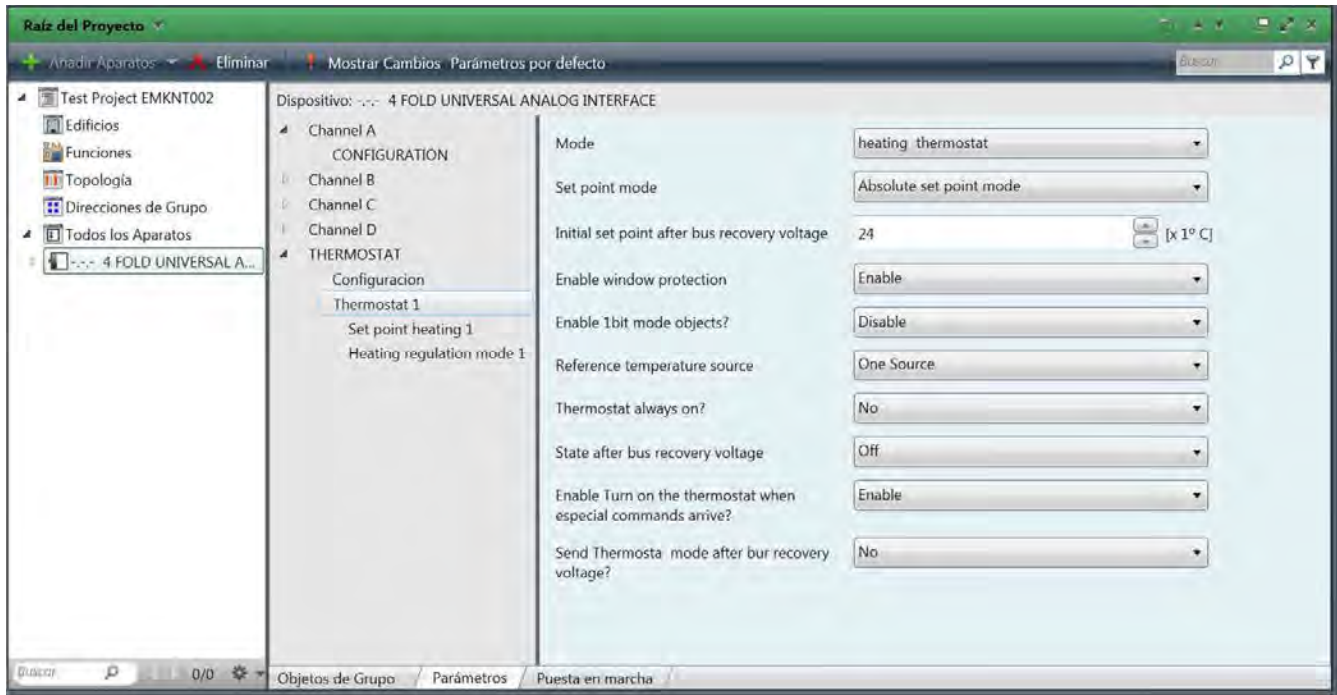 Raíz del Proyecto
Añadir Aparatos Eliminar Mostrar Cambios Parámetros por defecto Buscar
Test Project EMKNT002
Edificios
Funciones
Topología
Direcciones de Grupo
Todos los Aparatos
-.-.- 4 FOLD UNIVERSAL A...
Dispositivo: -.-.- 4 FOLD UNIVERSAL ANALOG INTERFACE
Channel A
CONFIGURATION
Channel B
Channel C
Channel D
THERMOSTAT
Configuracion
Thermostat 1
Set point heating 1
Heating regulation mode 1
Mode heating thermostat
Set point mode Absolute set point mode
Initial set point after bus recovery voltage 24 [x 1º C]
Enable window protection Enable
Enable 1bit mode objects? Disable
Reference temperature source One Source
Thermostat always on? No
State after bus recovery voltage Off
Enable Turn on the thermostat when Enable
especial commands arrive?
Send Thermosta mode after bur recovery No
voltage?
Buscar 0/0
Objetos de Grupo Parámetros Puesta en marcha